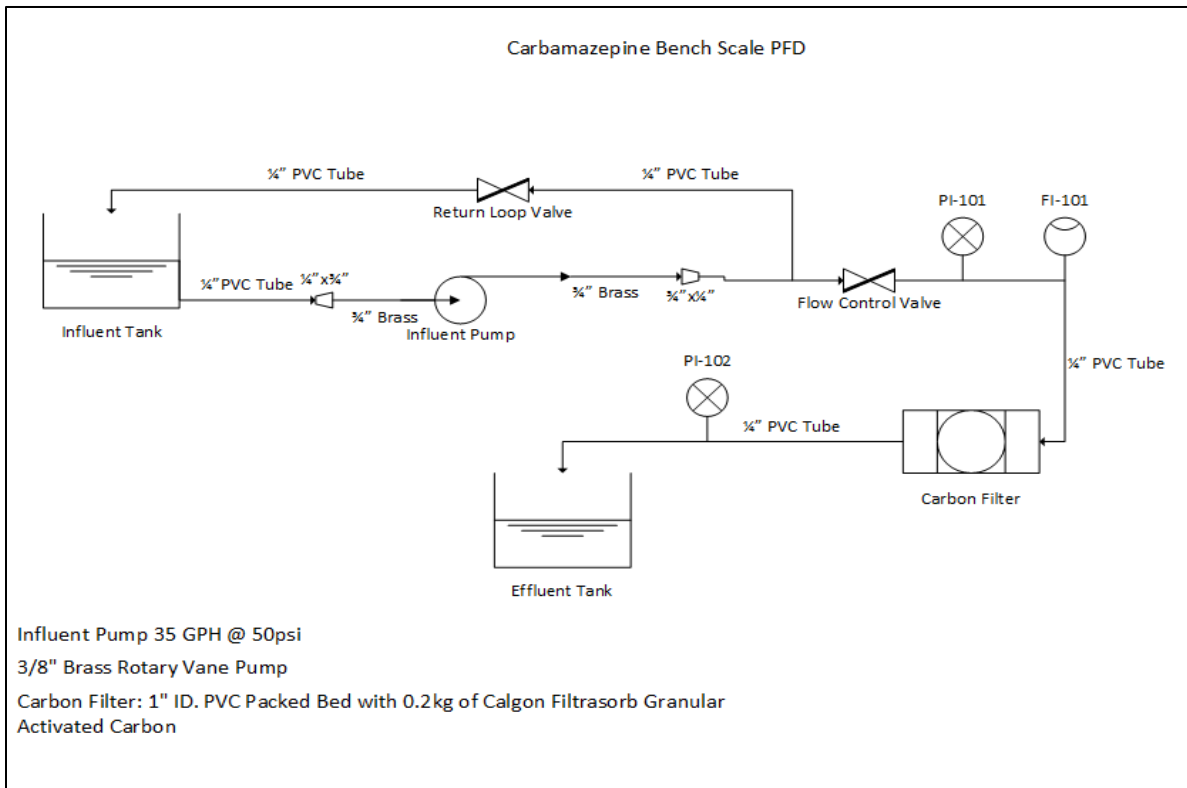 Carbamazepine Bench Scale PFD
¼” PVC Tube
¼” PVC Tube
Return Loop Valve
PI-101
FI-101
¼”PVC Tube
¼”x¾”
¾” Brass
Influent Pump
¾” Brass
¾”x¼”
Flow Control Valve
Influent Tank
PI-102
¼” PVC Tube
¼” PVC Tube
Carbon Filter
Effluent Tank
Influent Pump 35 GPH @ 50psi
3/8" Brass Rotary Vane Pump
Carbon Filter: 1" ID. PVC Packed Bed with 0.2kg of Calgon Filtrasorb Granular
Activated Carbon